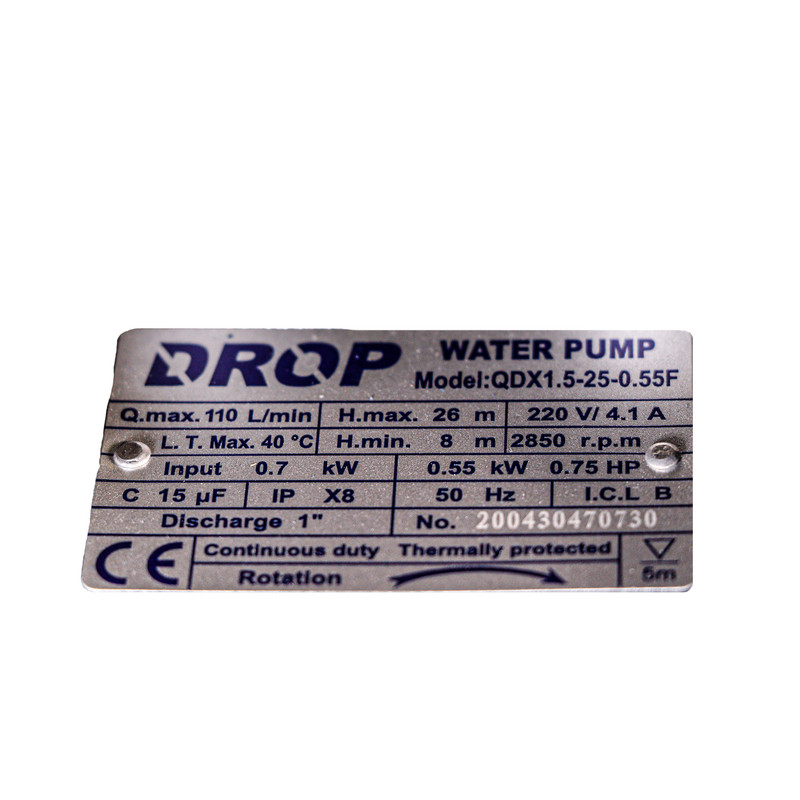 DROP WATER PUMP
Model:QDX1.5-25-0.55F
Q.max. 110 L/min H.max. 26 m 220 V/ 4.1 A
L. T. Max. 40 °C H.min. 8 m 2850 r.p.m
Input 0.7 kW 0.55 kW 0.75 HP
C 15 µF IP X8 50 Hz I.C.L B
Discharge 1" No. 200430470730
CE Continuous duty Thermally protected
Rotation 5m